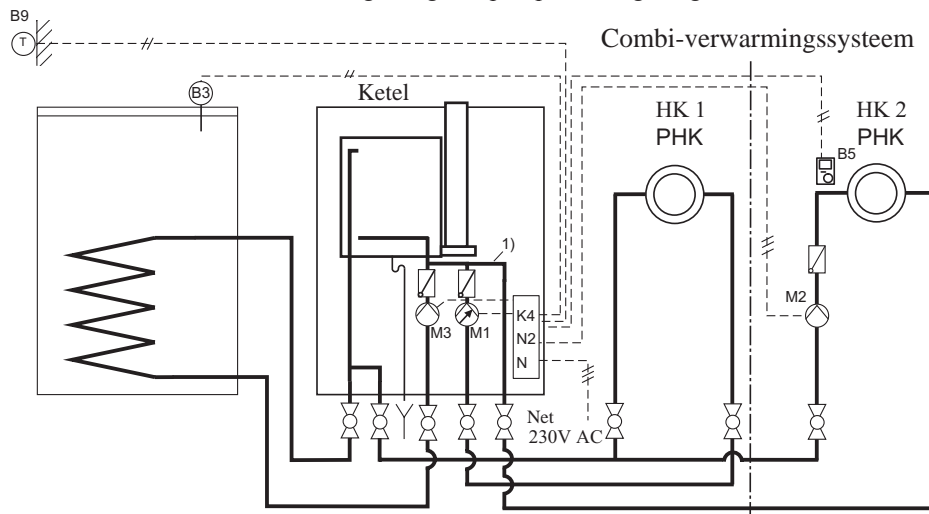 B9
T
Combi-verwarmingssysteem
B3
Ketel
HK 1
PHK
HK 2
PHK
B5
1)
M3
M1
K4
N2
N
M2
Net
230V AC